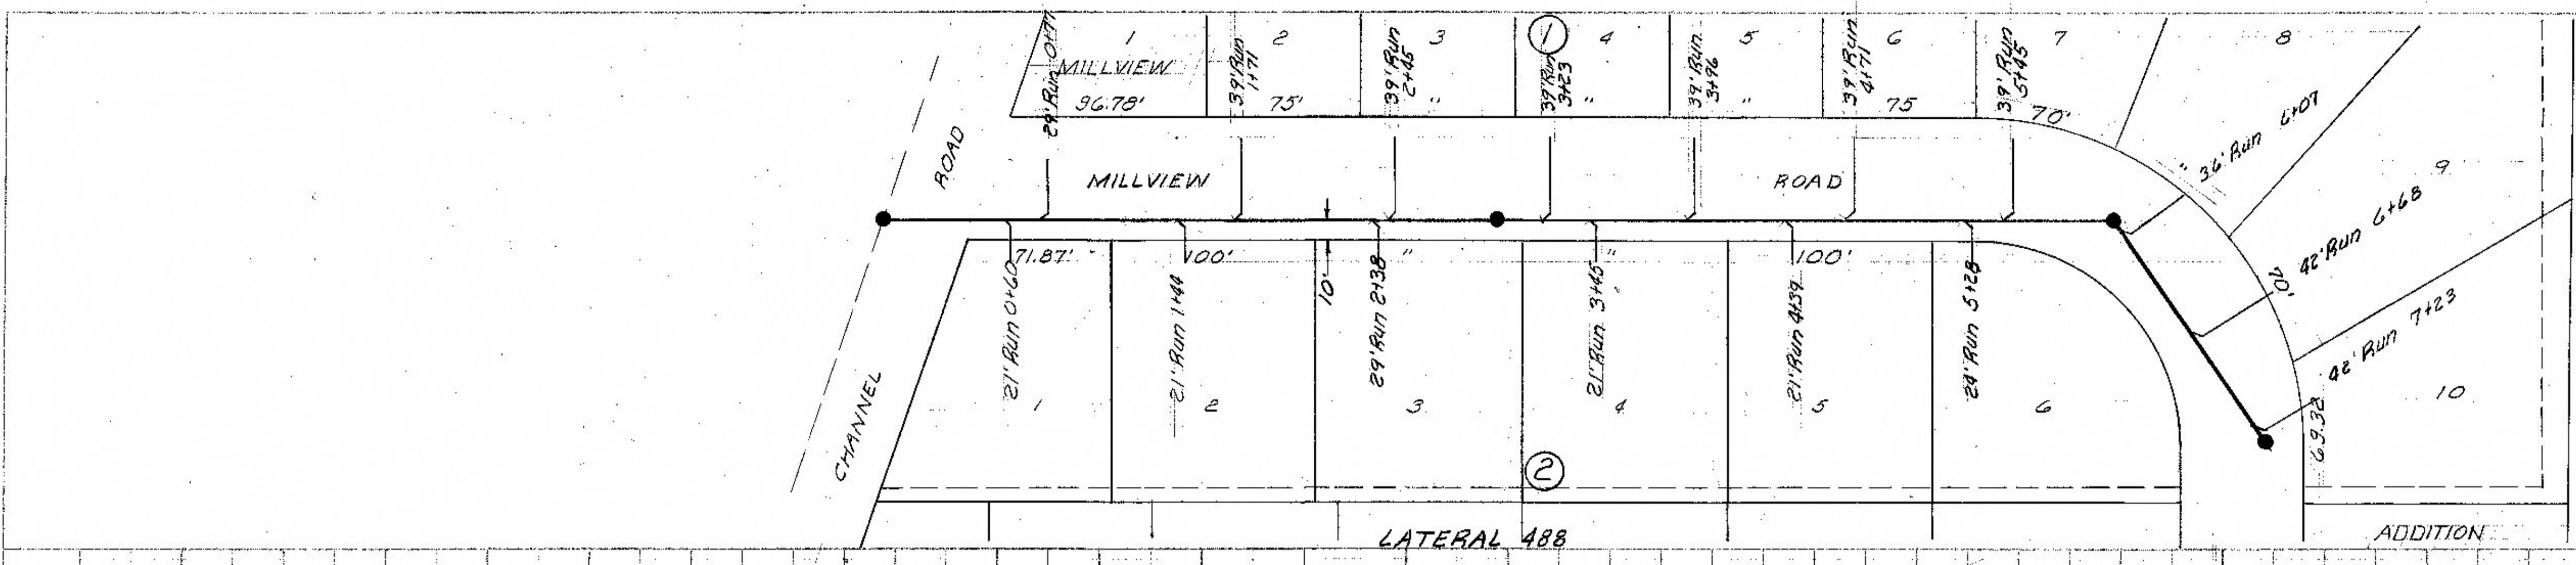 1
2
3
1
4
5
6
7
8
MILLVIEW
96.78'
75'
"
"
"
75
70'
29' Run 0+77
39' Run
1+71
39' Run
2+45
39' Run
3+23
39' Run
3+96
39' Run
4+71
39' Run
5+45
"
36' Run 6+07
9
42' Run 6+68
70'
42' Run 7+23
10
69.32
ROAD
MILLVIEW
ROAD
71.87'
100'
"
"
100'
10'
21' Run 0+60
21' Run 1+44
29' Run 2+38
21' Run 3+45
21' Run 4+39
29' Run 5+28
1
2
3
4
5
6
2
CHANNEL
LATERAL 488
ADDITION